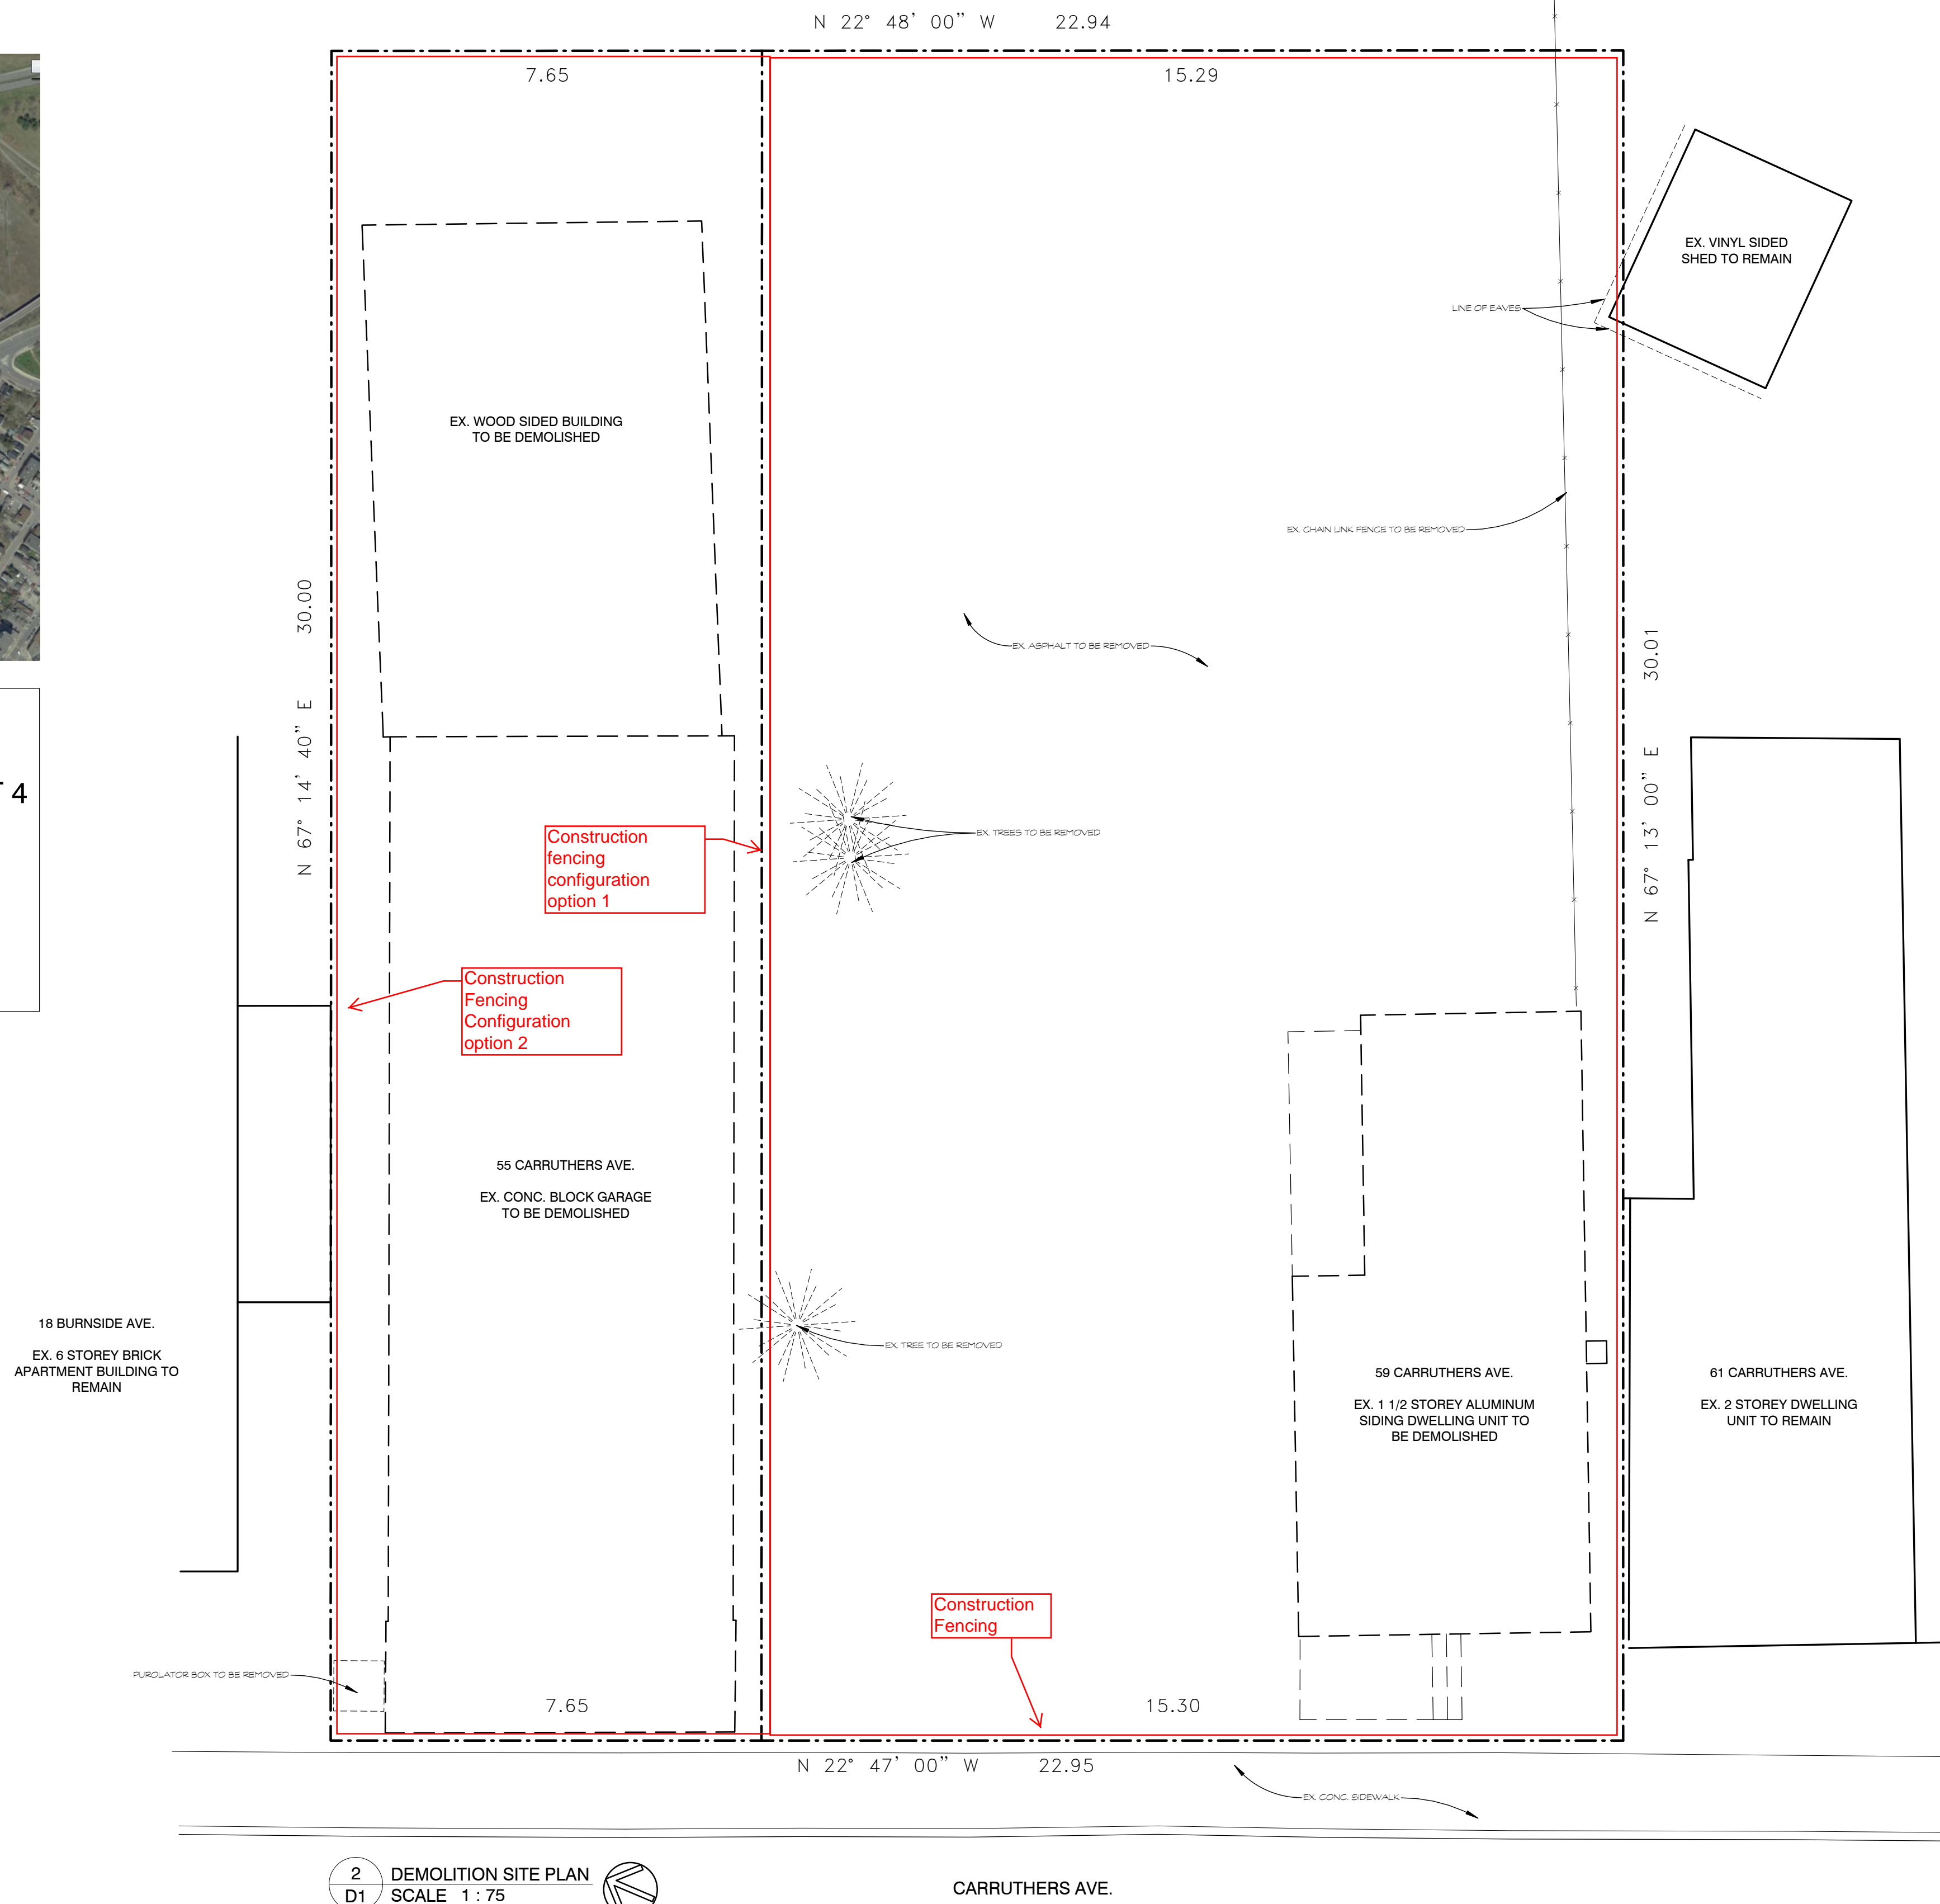 N 22° 48’ 00” W 22.94
7.65
15.29
EX. VINYL SIDED
SHED TO REMAIN
LINE OF EAVES
EX. WOOD SIDED BUILDING
TO BE DEMOLISHED
EX. CHAIN LINK FENCE TO BE REMOVED
N 67° 14’ 40” E 30.00
EX. ASPHALT TO BE REMOVED
N 67° 13’ 00” E 30.01
4
Construction
fencing
configuration
option 1
EX. TREES TO BE REMOVED
Construction
Fencing
Configuration
option 2
55 CARRUTHERS AVE.
EX. CONC. BLOCK GARAGE
TO BE DEMOLISHED
18 BURNSIDE AVE.
EX. 6 STOREY BRICK
APARTMENT BUILDING TO
REMAIN
EX. TREE TO BE REMOVED
59 CARRUTHERS AVE.
EX. 1 1/2 STOREY ALUMINUM
SIDING DWELLING UNIT TO
BE DEMOLISHED
61 CARRUTHERS AVE.
EX. 2 STOREY DWELLING
UNIT TO REMAIN
Construction
Fencing
PUROLATOR BOX TO BE REMOVED
7.65
15.30
N 22° 47’ 00” W 22.95
EX. CONC. SIDEWALK
2
D1
DEMOLITION SITE PLAN
SCALE 1 : 75
CARRUTHERS AVE.